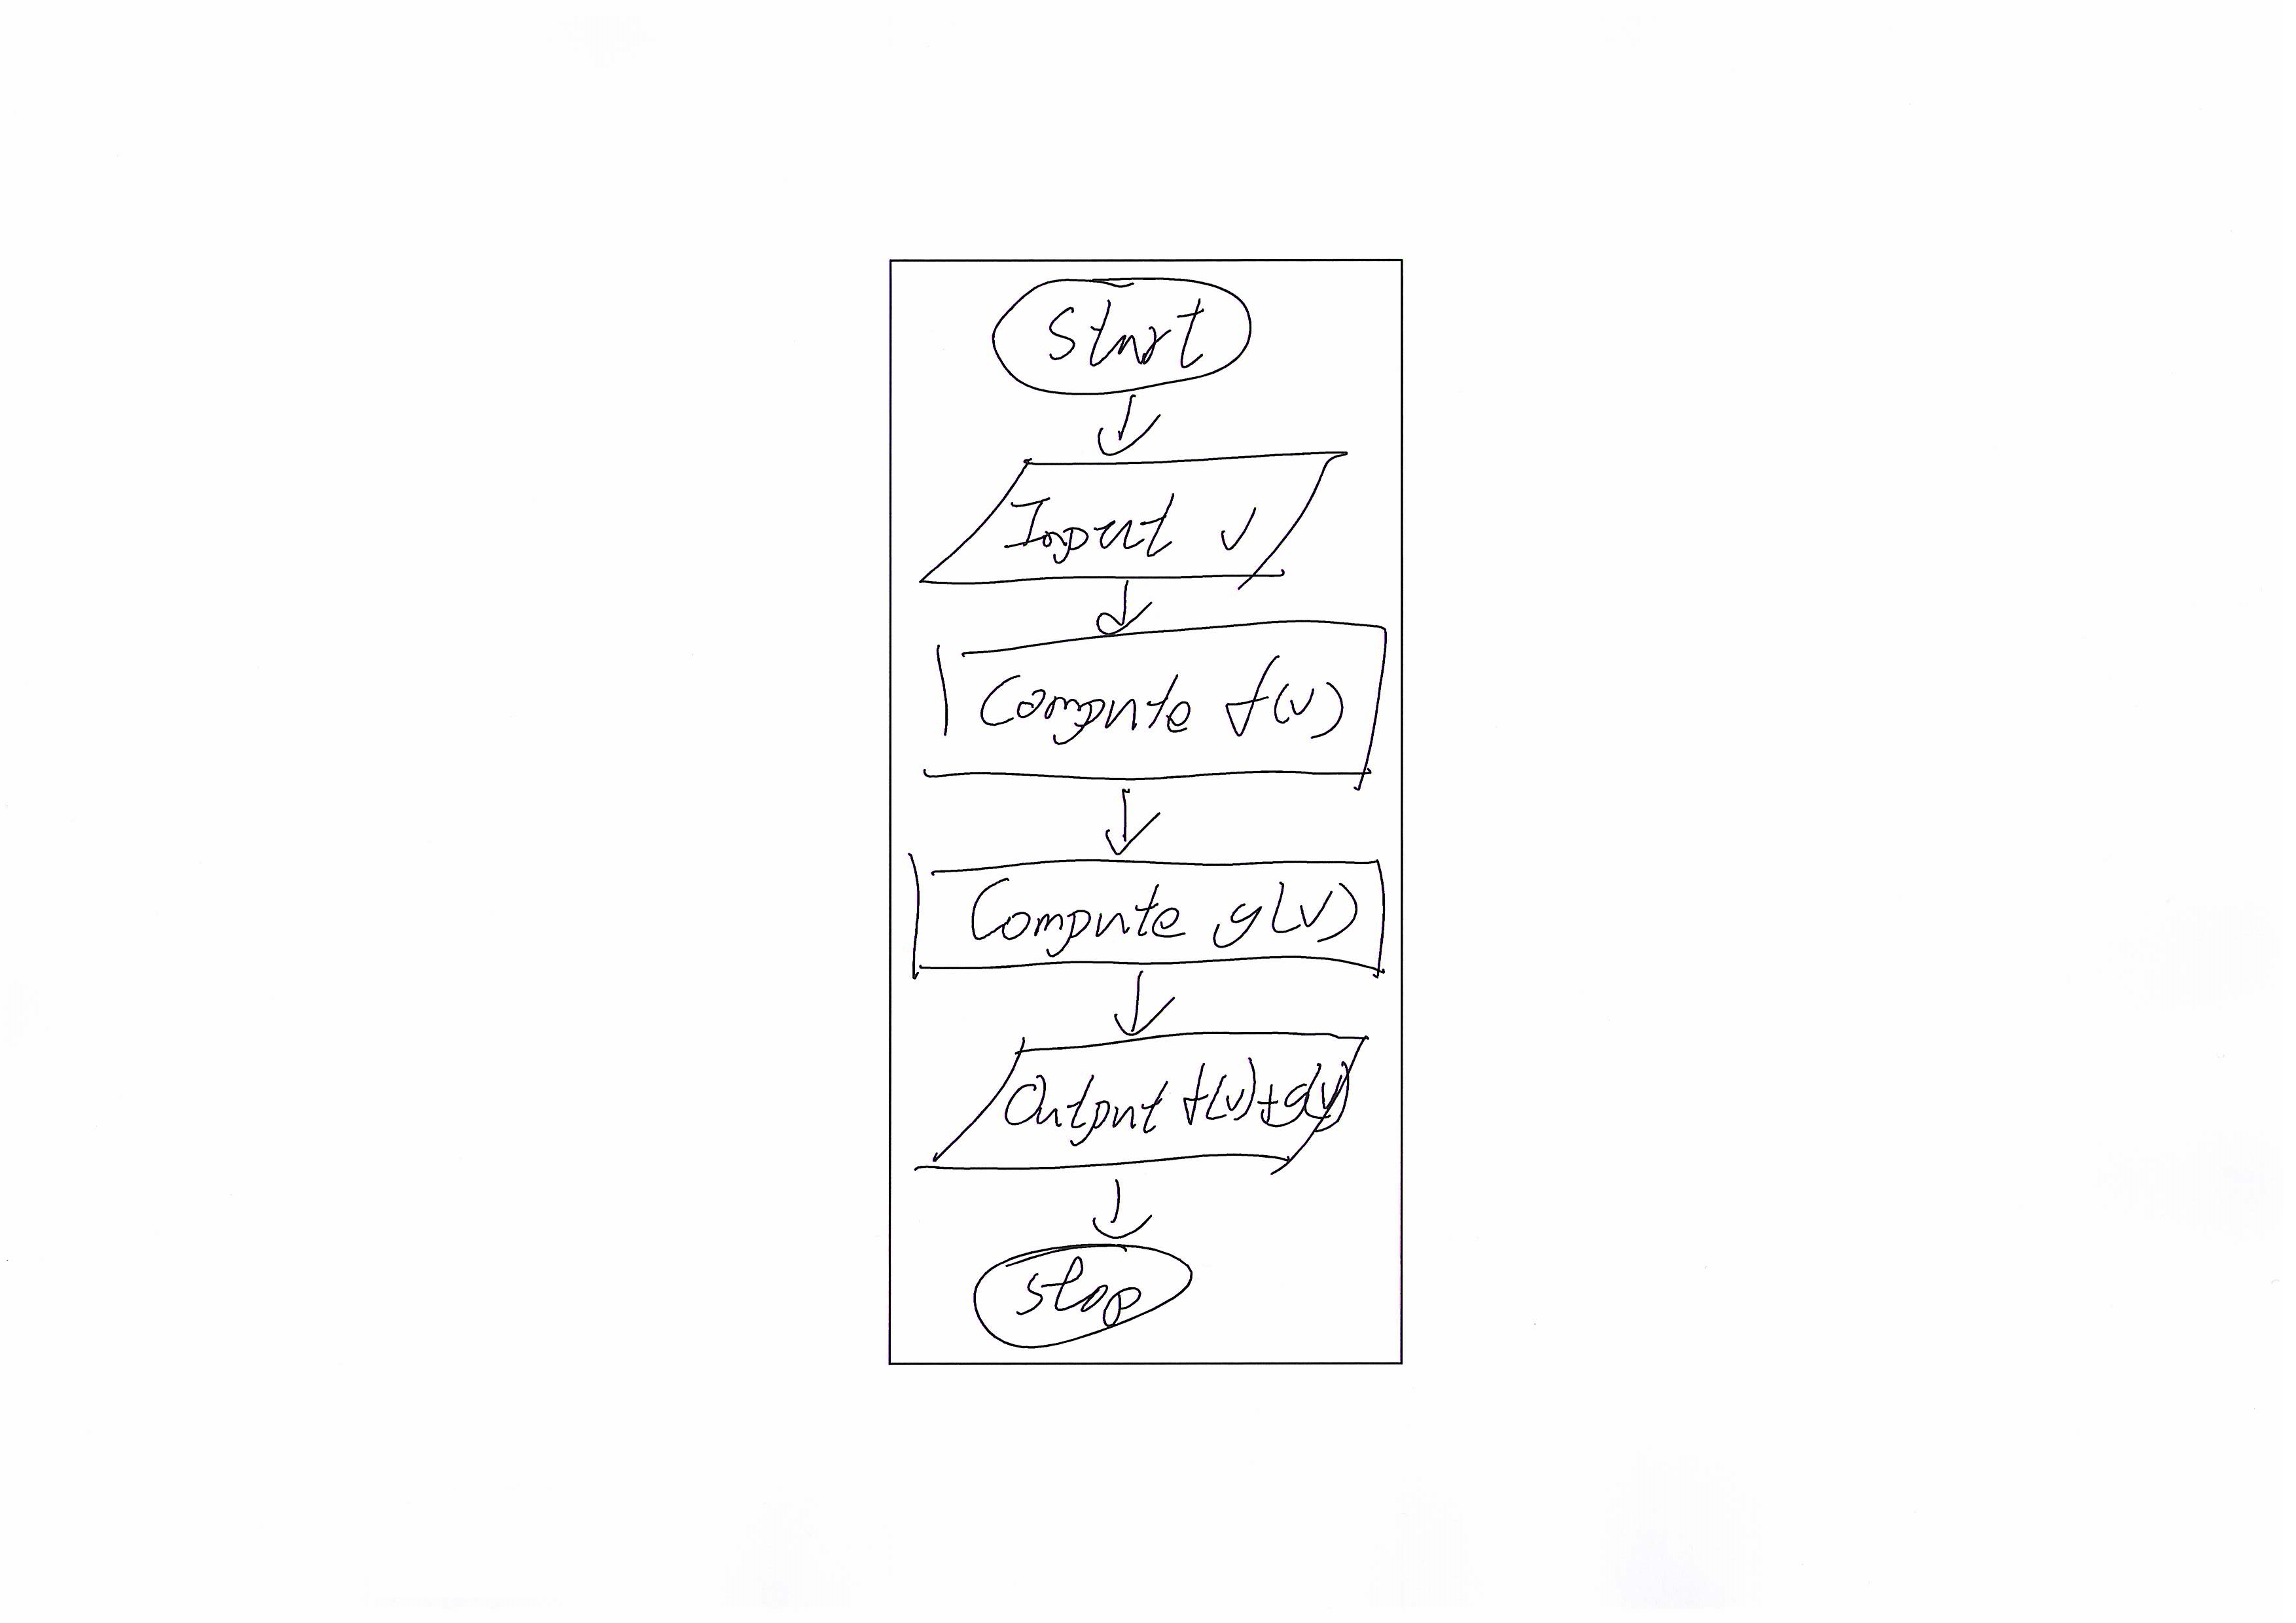 Start
Input v
Compute f(v)
Compute g(v)
Output f(v)+g(v)
Stop